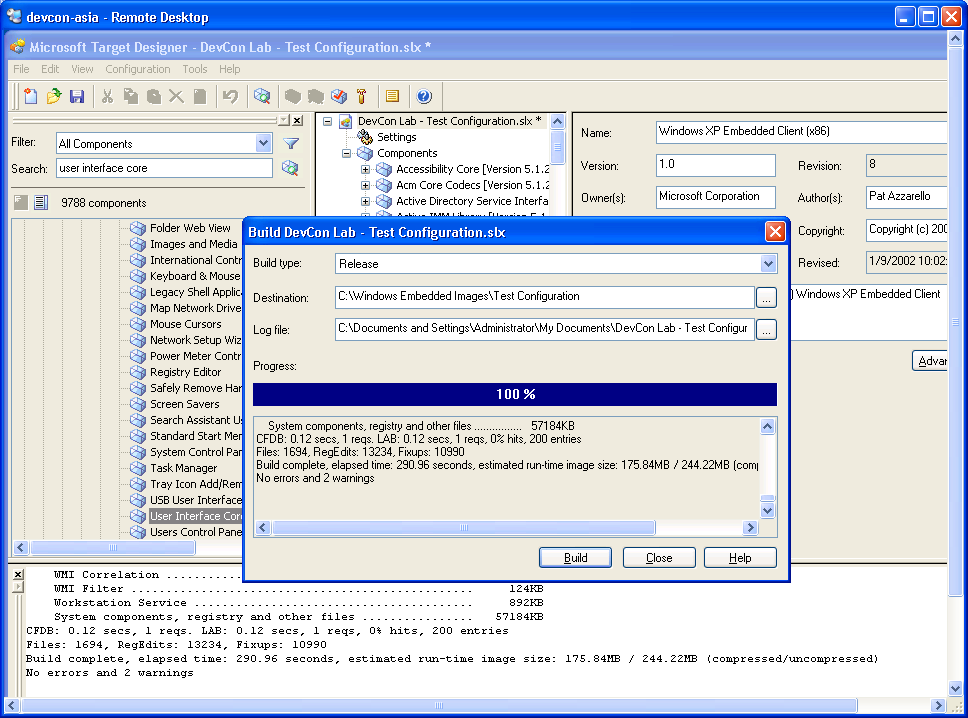 devcon-asia - Remote Desktop
Microsoft Target Designer - DevCon Lab - Test Configuration.slx *
File Edit View Configuration Tools Help
Filter: All Components
Search: user interface core
9788 components
Folder Web View
Images and Media
International Contr
Keyboard & Mouse
Legacy Shell Applic
Map Network Drive
Mouse Cursors
Network Setup Wiz
Power Meter Contr
Registry Editor
Safely Remove Har
Screen Savers
Search Assistant U
Standard Start Men
System Control Pan
Task Manager
Tray Icon Add/Rem
USB User Interface
User Interface Core
Users Control Pane
DevCon Lab - Test Configuration.slx *
Settings
Components
Accessibility Core [Version 5.1.2
Acm Core Codecs [Version 5.1.2
Active Directory Service Interfa
Active IMM Library [Version 5.1
Name: Windows XP Embedded Client (x86)
Version: 1.0 Revision: 8
Owner(s): Microsoft Corporation Author(s): Pat Azzarello
Copyright: Copyright (c) 200
Revised: 1/9/2002 10:02:
) Windows XP Embedded Client
Advan
Build DevCon Lab - Test Configuration.slx
Build type: Release
Destination: C:\Windows Embedded Images\Test Configuration ...
Log file: C:\Documents and Settings\Administrator\My Documents\DevCon Lab - Test Configur ...
Progress:
100 %
System components, registry and other files ................ 57184KB
CFDB: 0.12 secs, 1 reqs. LAB: 0.12 secs, 1 reqs, 0% hits, 200 entries
Files: 1694, RegEdits: 13234, Fixups: 10990
Build complete, elapsed time: 290.96 seconds, estimated run-time image size: 175.84MB / 244.22MB (comp
No errors and 2 warnings
Build Close Help
WMI Correlation ...........
WMI Filter ................................................. 124KB
Workstation Service ........................................ 892KB
System components, registry and other files ................ 57184KB
CFDB: 0.12 secs, 1 reqs. LAB: 0.12 secs, 1 reqs, 0% hits, 200 entries
Files: 1694, RegEdits: 13234, Fixups: 10990
Build complete, elapsed time: 290.96 seconds, estimated run-time image size: 175.84MB / 244.22MB (compressed/uncompressed)
No errors and 2 warnings